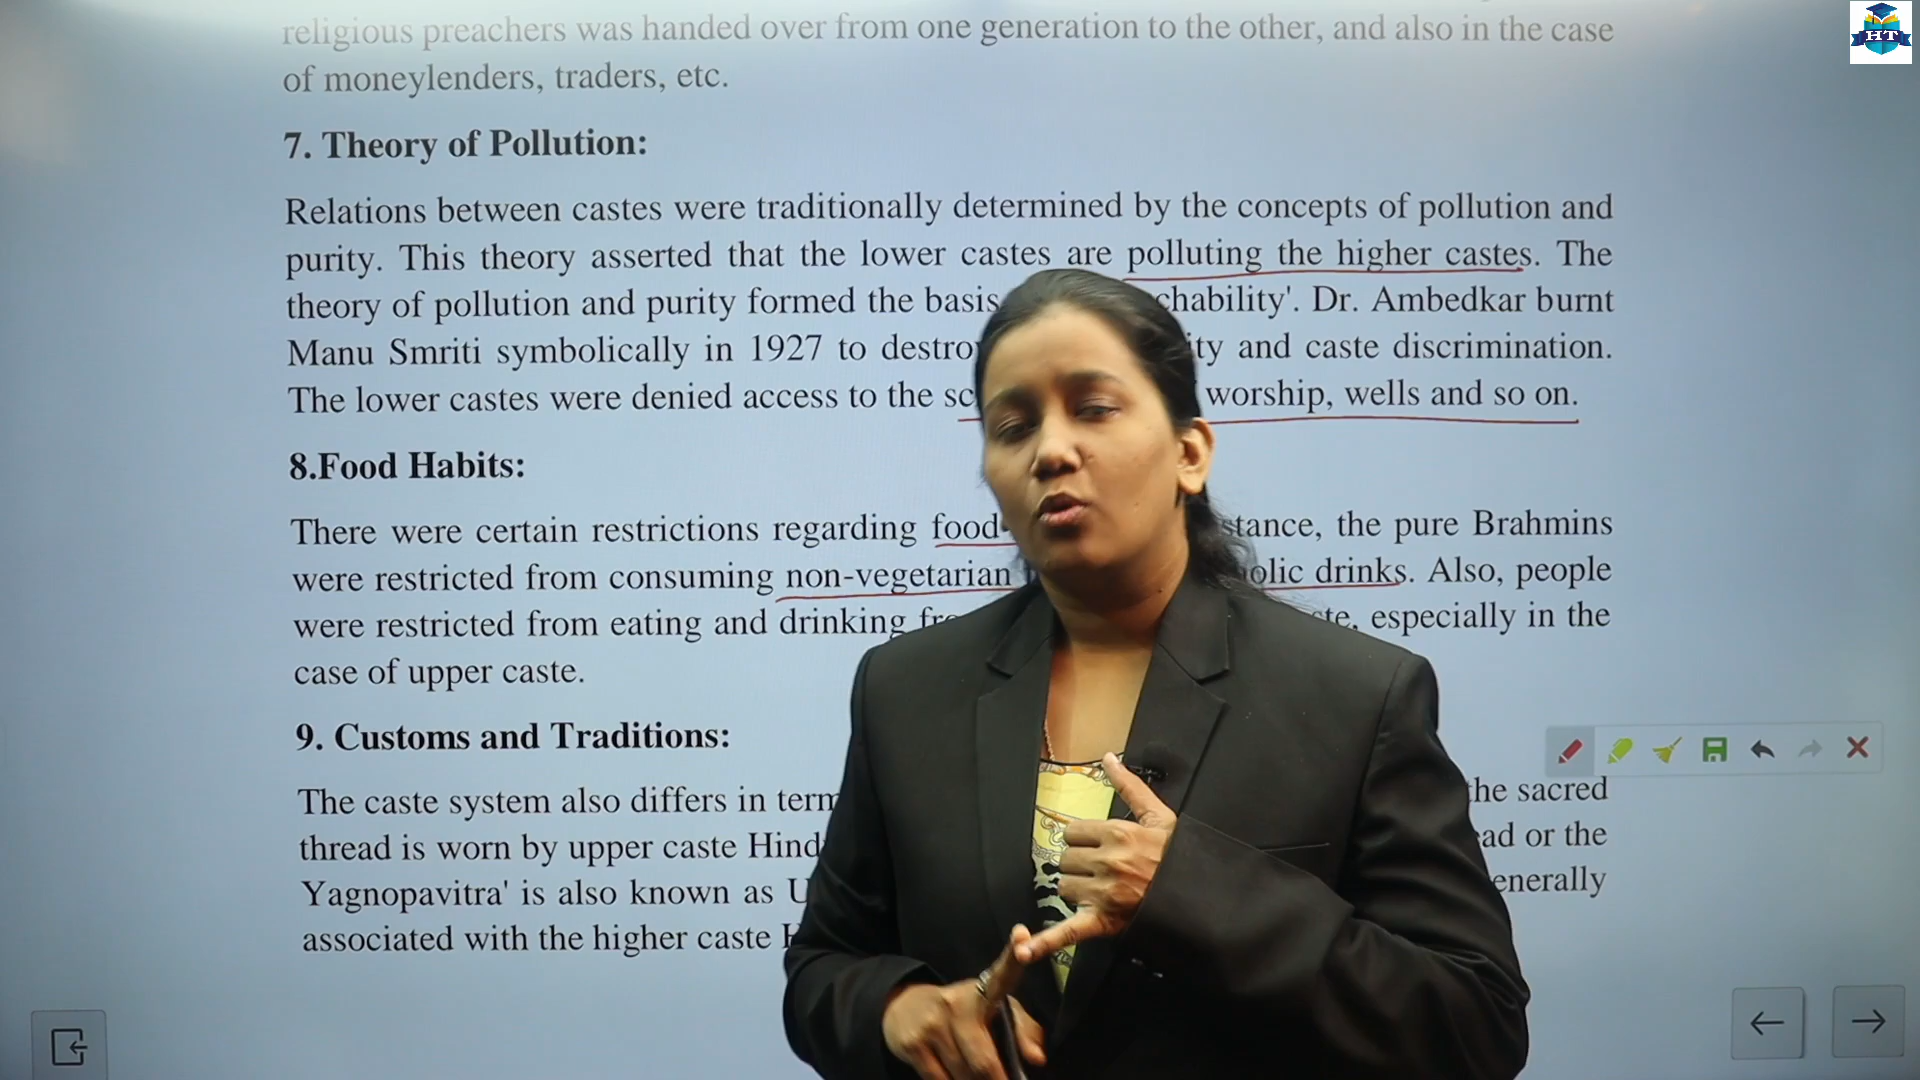 religious preachers was handed over from one generation to the other, and also in the case
of moneylenders, traders, etc.
7. Theory of Pollution:
Relations between castes were traditionally determined by the concepts of pollution and
purity. This theory asserted that the lower castes are polluting the higher castes. The
theory of pollution and purity formed the basis chability'. Dr. Ambedkar burnt
Manu Smriti symbolically in 1927 to destro ity and caste discrimination.
The lower castes were denied access to the sc worship, wells and so on.
8.Food Habits:
There were certain restrictions regarding food- stance, the pure Brahmins
were restricted from consuming non-vegetarian olic drinks. Also, people
were restricted from eating and drinking fro ste, especially in the
case of upper caste.
9. Customs and Traditions:
The caste system also differs in term the sacred
thread is worn by upper caste Hind ad or the
Yagnopavitra' is also known as U enerally
associated with the higher caste H
HT